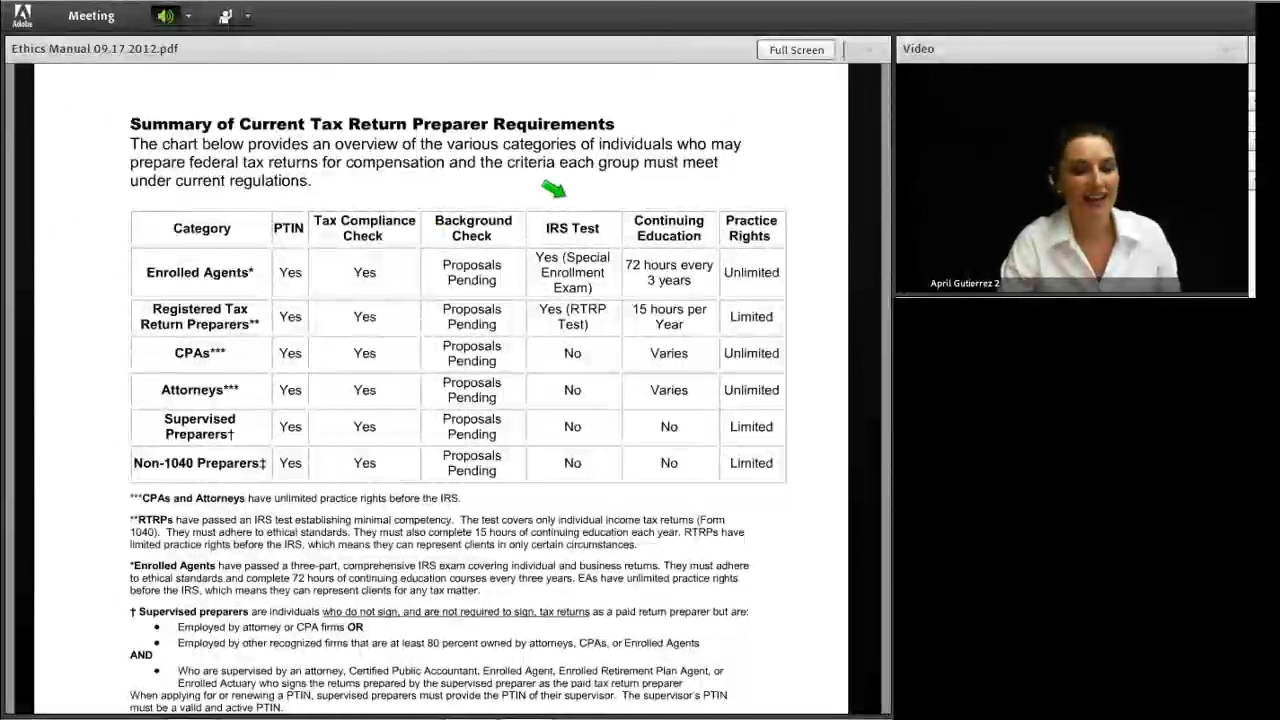 Adobe
Meeting
Ethics Manual 09.17.2012.pdf
Full Screen
Video
Summary of Current Tax Return Preparer Requirements
The chart below provides an overview of the various categories of individuals who may
prepare federal tax returns for compensation and the criteria each group must meet
under current regulations.
Category PTIN Tax Compliance Check Background Check IRS Test Continuing Education Practice Rights
Enrolled Agents* Yes Yes Proposals Pending Yes (Special Enrollment Exam) 72 hours every 3 years Unlimited
Registered Tax Return Preparers** Yes Yes Proposals Pending Yes (RTRP Test) 15 hours per Year Limited
CPAs*** Yes Yes Proposals Pending No Varies Unlimited
Attorneys*** Yes Yes Proposals Pending No Varies Unlimited
Supervised Preparers† Yes Yes Proposals Pending No No Limited
Non-1040 Preparers‡ Yes Yes Proposals Pending No No Limited
***CPAs and Attorneys have unlimited practice rights before the IRS.
**RTRPs have passed an IRS test establishing minimal competency. The test covers only individual income tax returns (Form
1040). They must adhere to ethical standards. They must also complete 15 hours of continuing education each year. RTRPs have
limited practice rights before the IRS, which means they can represent clients in only certain circumstances.
*Enrolled Agents have passed a three-part, comprehensive IRS exam covering individual and business returns. They must adhere
to ethical standards and complete 72 hours of continuing education courses every three years. EAs have unlimited practice rights
before the IRS, which means they can represent clients for any tax matter.
† Supervised preparers are individuals who do not sign, and are not required to sign, tax returns as a paid return preparer but are:
• Employed by attorney or CPA firms OR
• Employed by other recognized firms that are at least 80 percent owned by attorneys, CPAs, or Enrolled Agents
AND
• Who are supervised by an attorney, Certified Public Accountant, Enrolled Agent, Enrolled Retirement Plan Agent, or
Enrolled Actuary who signs the returns prepared by the supervised preparer as the paid tax return preparer
When applying for or renewing a PTIN, supervised preparers must provide the PTIN of their supervisor. The supervisor's PTIN
must be a valid and active PTIN.
April Gutierrez 2